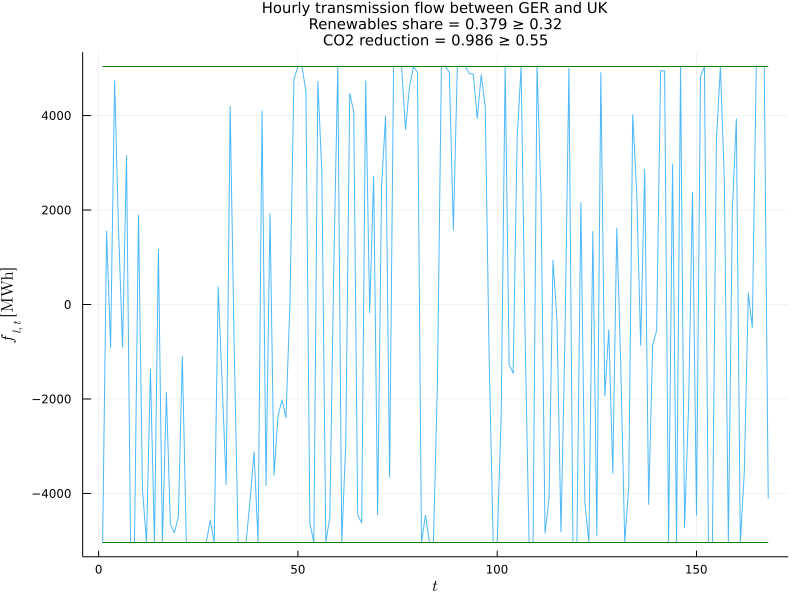 Hourly transmission flow between GER and UK
Renewables share = 0.379 ≥ 0.32
CO2 reduction = 0.986 ≥ 0.55
4000
2000
0
−2000
−4000
f l,t [MWh]
0
50
100
150
t